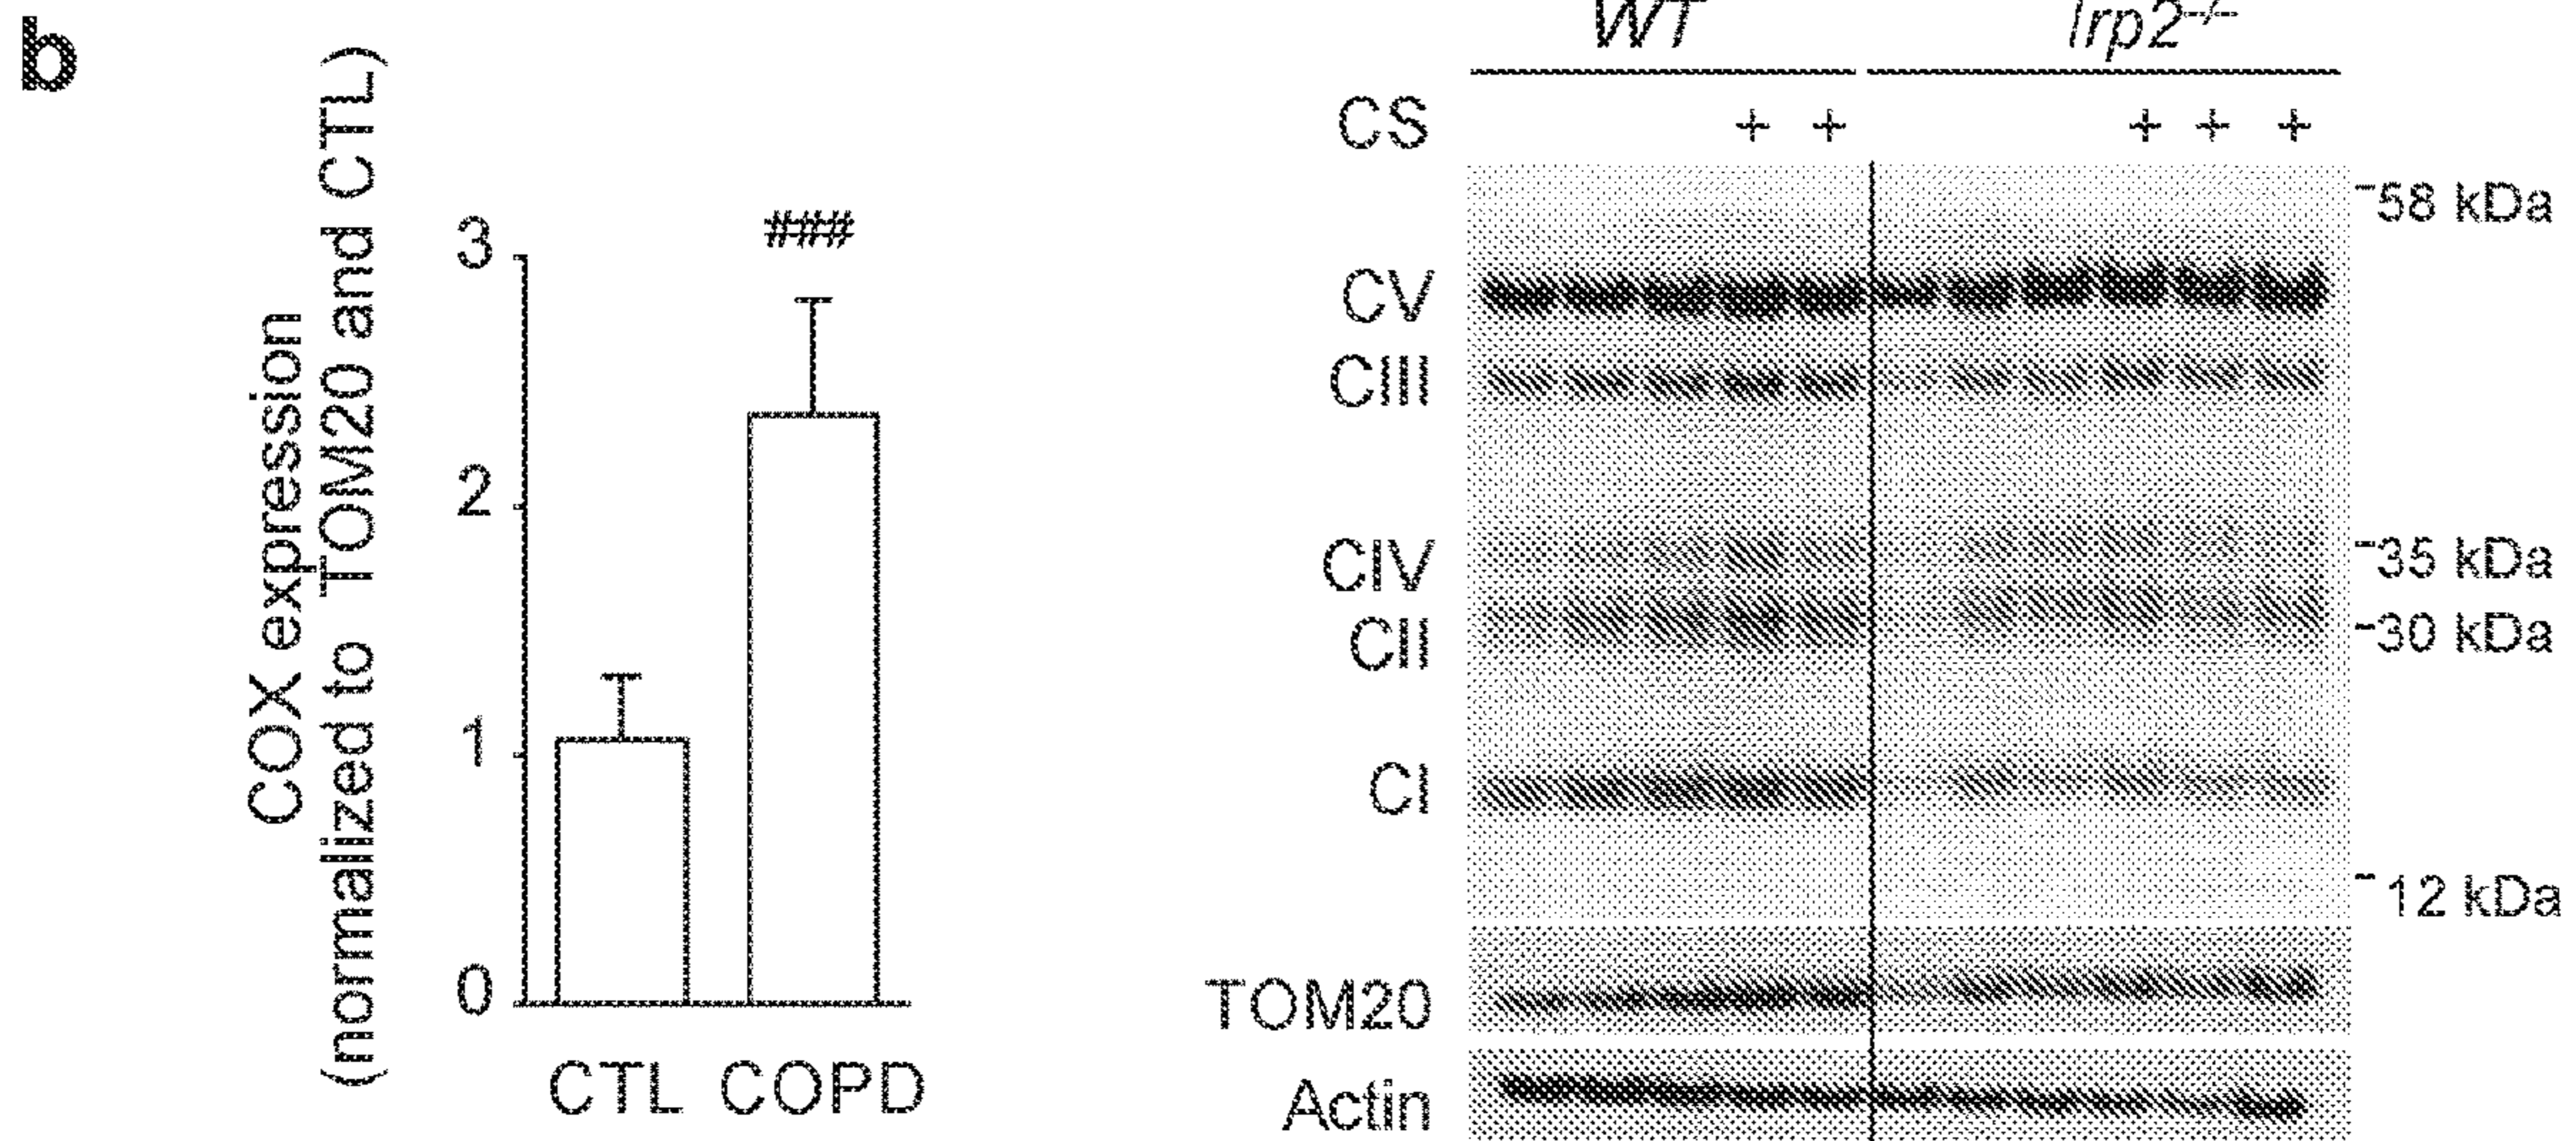 b
COX expression
(normalized to TOM20 and CTL)
3
2
1
0
###
CTL COPD
WT Irp2-/-
CS + + + + +
CV
CIII
CIV
CII
CI
TOM20
Actin
58 kDa
35 kDa
30 kDa
12 kDa